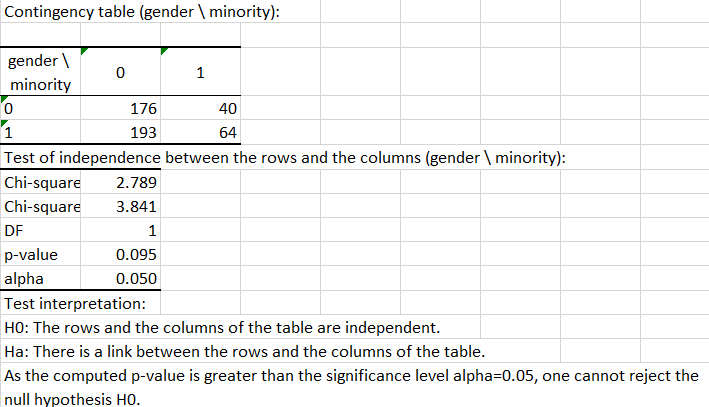 Contingency table (gender \ minority):
gender \ minority 0 1
0 176 40
1 193 64
Test of independence between the rows and the columns (gender \ minority):
Chi-square 2.789
Chi-square 3.841
DF 1
p-value 0.095
alpha 0.050
Test interpretation:
H0: The rows and the columns of the table are independent.
Ha: There is a link between the rows and the columns of the table.
As the computed p-value is greater than the significance level alpha=0.05, one cannot reject the
null hypothesis H0.